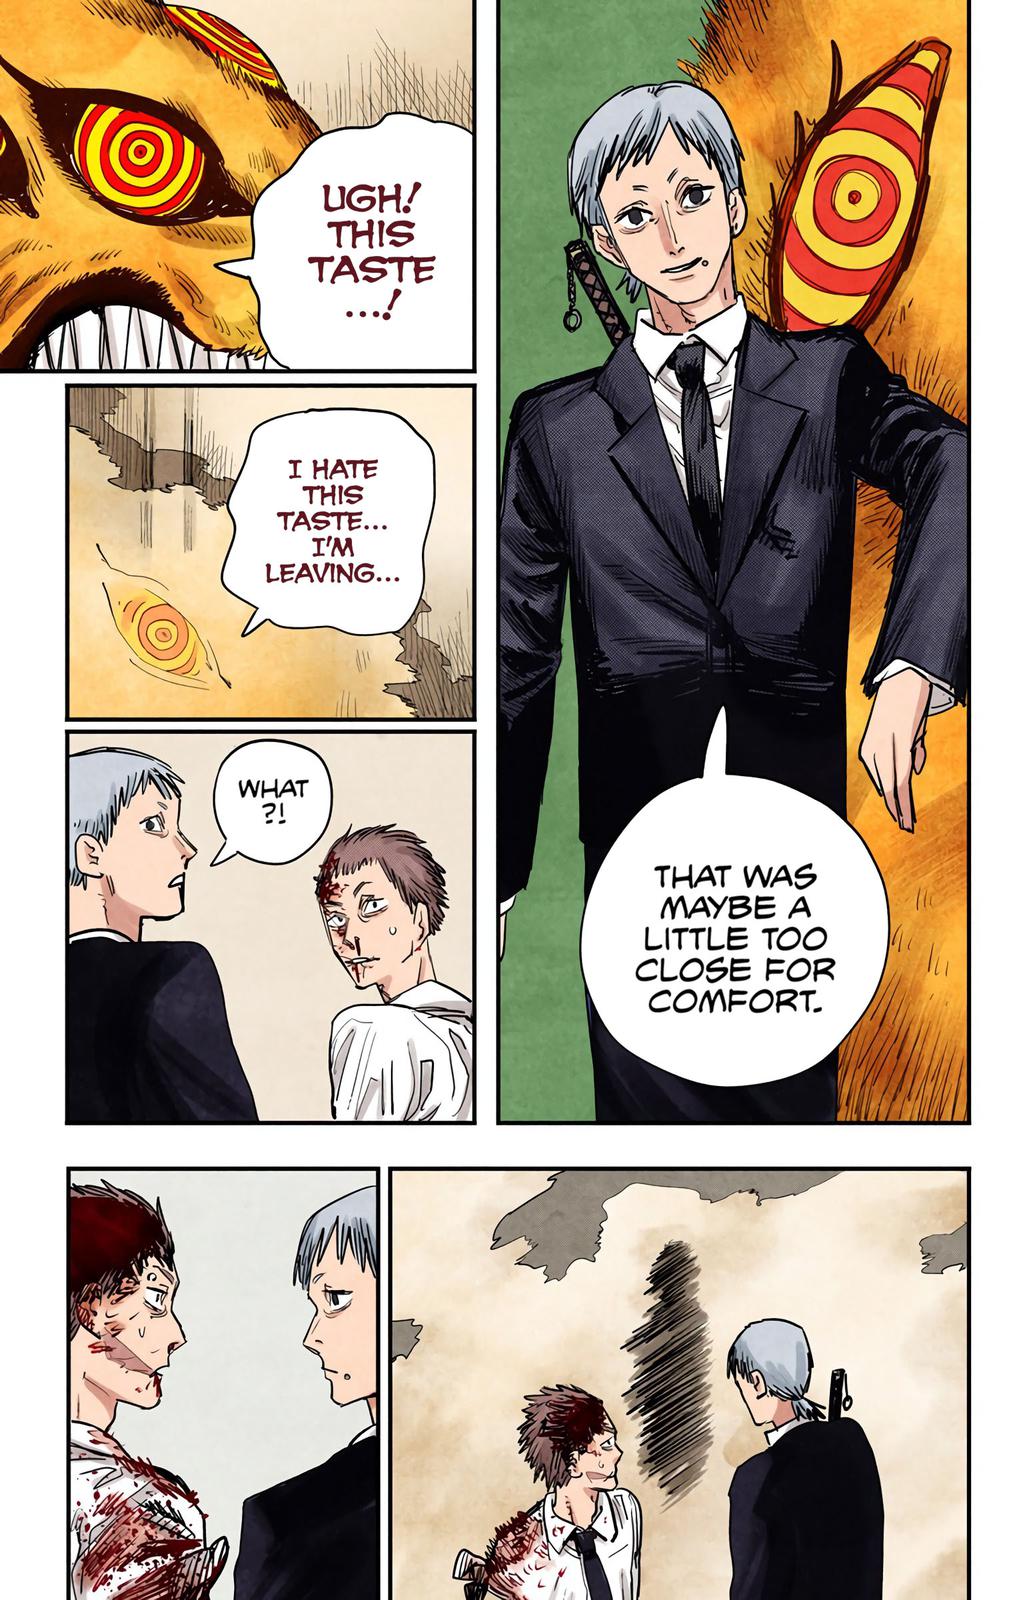 THAT WAS
MAYBE A
LITTLE TOO
CLOSE FOR
COMFORT.
UGH!
THIS
TASTE
...!
I HATE
THIS
TASTE...
I'M
LEAVING...
WHAT
?!